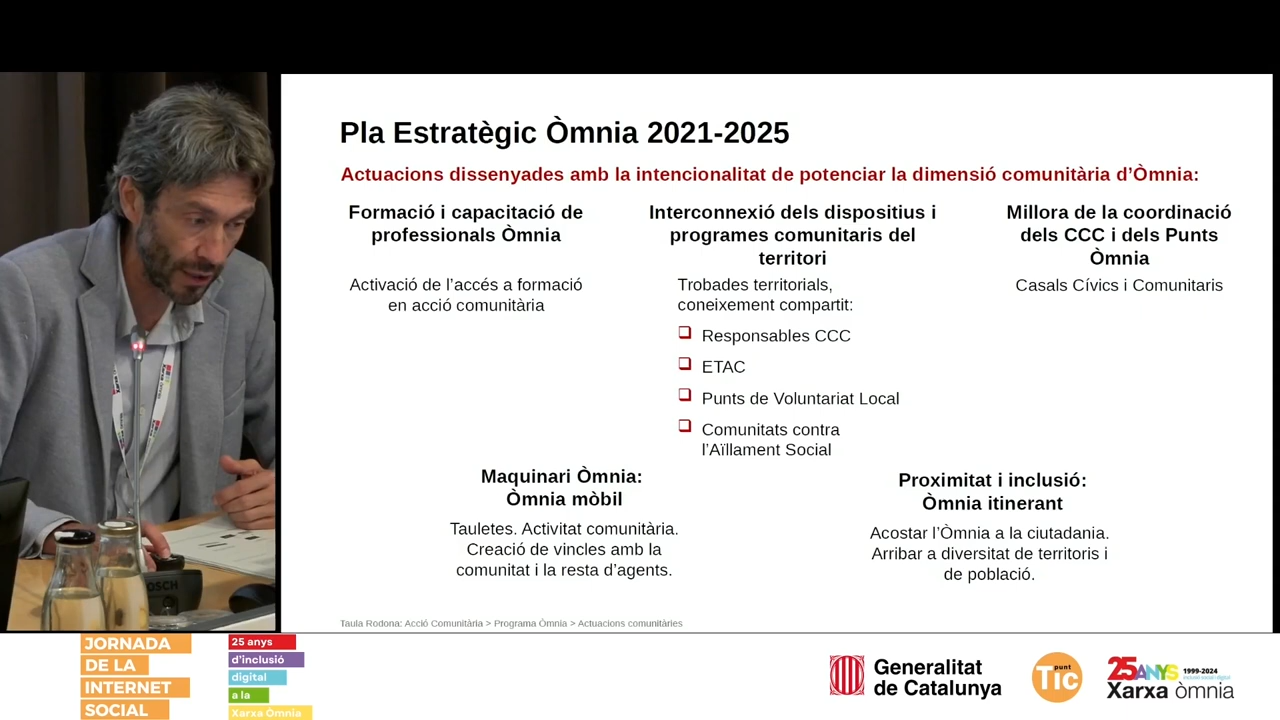 Pla Estratègic Òmnia 2021-2025
Actuacions dissenyades amb la intencionalitat de potenciar la dimensió comunitària d'Òmnia:
Formació i capacitació de
professionals Òmnia
Activació de l'accés a formació
en acció comunitària
Interconnexió dels dispositius i
programes comunitaris del
territori
Trobades territorials,
coneixement compartit:
Responsables CCC
ETAC
Punts de Voluntariat Local
Comunitats contra
l'Aïllament Social
Millora de la coordinació
dels CCC i dels Punts
Òmnia
Casals Cívics i Comunitaris
Maquinari Òmnia:
Òmnia mòbil
Tauletes. Activitat comunitària.
Creació de vincles amb la
comunitat i la resta d'agents.
Proximitat i inclusió:
Òmnia itinerant
Acostar l'Òmnia a la ciutadania.
Arribar a diversitat de territoris i
de població.
Taula Rodona: Acció Comunitària > Programa Òmnia > Actuacions comunitàries
BOSCH
JORNADA
DE LA
INTERNET
SOCIAL
25 anys
d'inclusió
digital
a la
Xarxa Òmnia
Generalitat
de Catalunya
punt
Tic
25ANYS 1999-2024
Xarxa òmnia